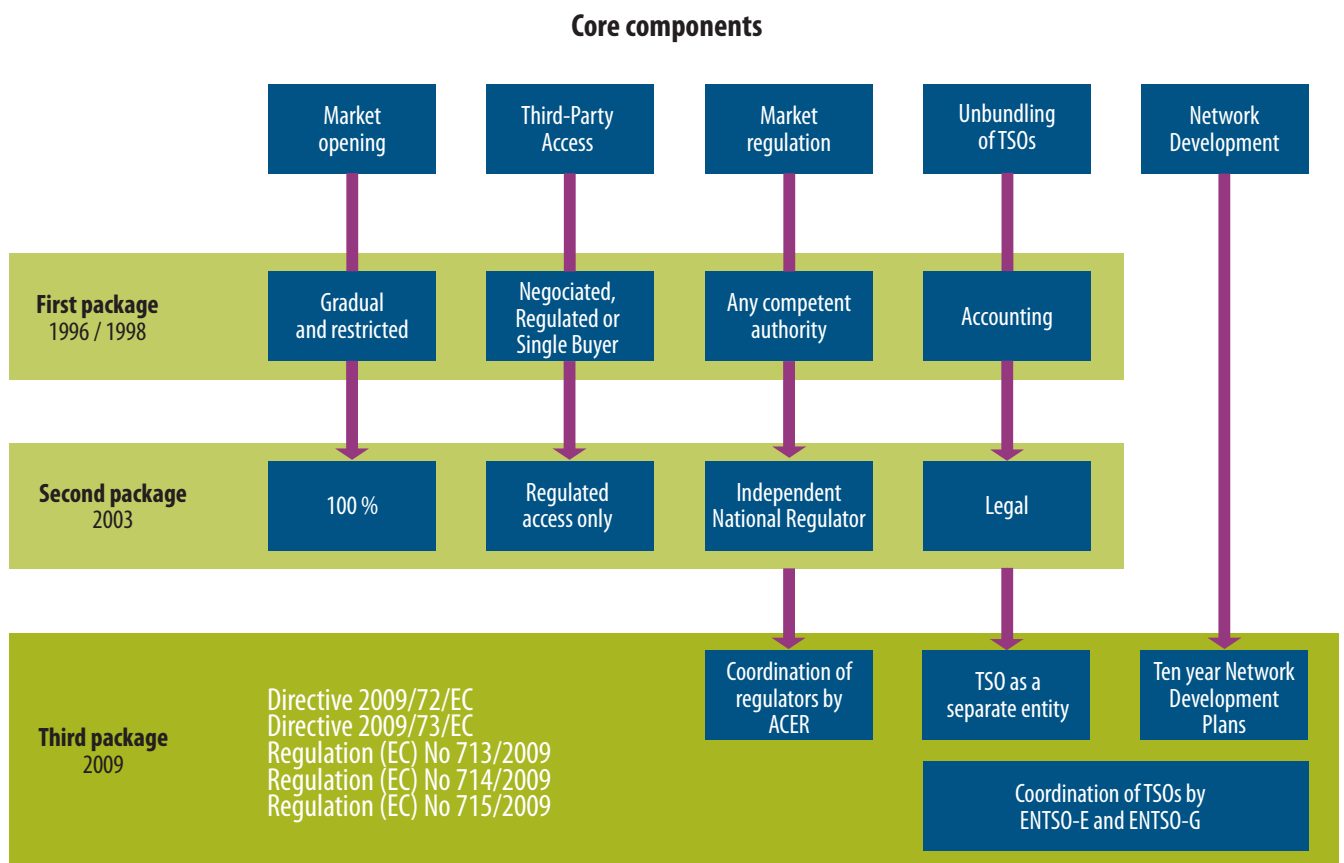 Core components
Market
opening
Third-Party
Access
Market
regulation
Unbundling
of TSOs
Network
Development
First package
1996 / 1998
Gradual
and restricted
Negociated,
Regulated or
Single Buyer
Any competent
authority
Accounting
Second package
2003
100 %
Regulated
access only
Independent
National Regulator
Legal
Third package
2009
Directive 2009/72/EC
Directive 2009/73/EC
Regulation (EC) No 713/2009
Regulation (EC) No 714/2009
Regulation (EC) No 715/2009
Coordination of
regulators by
ACER
TSO as a
separate entity
Ten year Network
Development
Plans
Coordination of TSOs by
ENTSO-E and ENTSO-G